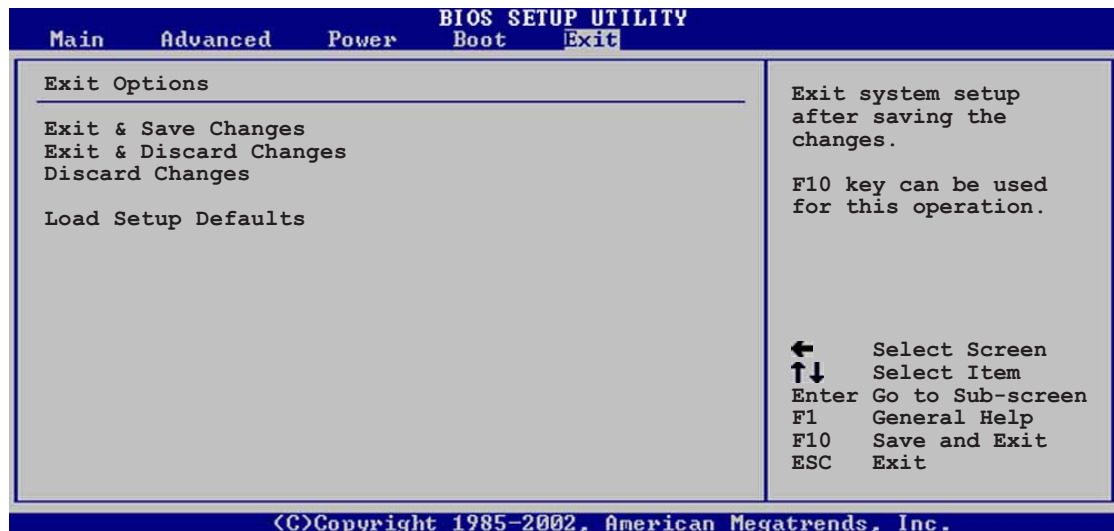 BIOS SETUP UTILITY
Main Advanced Power Boot Exit
Exit Options
Exit & Save Changes
Exit & Discard Changes
Discard Changes
Load Setup Defaults
Exit system setup
after saving the
changes.
F10 key can be used
for this operation.
← Select Screen
↑↓ Select Item
Enter Go to Sub-screen
F1 General Help
F10 Save and Exit
ESC Exit
(C)Copyright 1985-2002, American Megatrends, Inc.